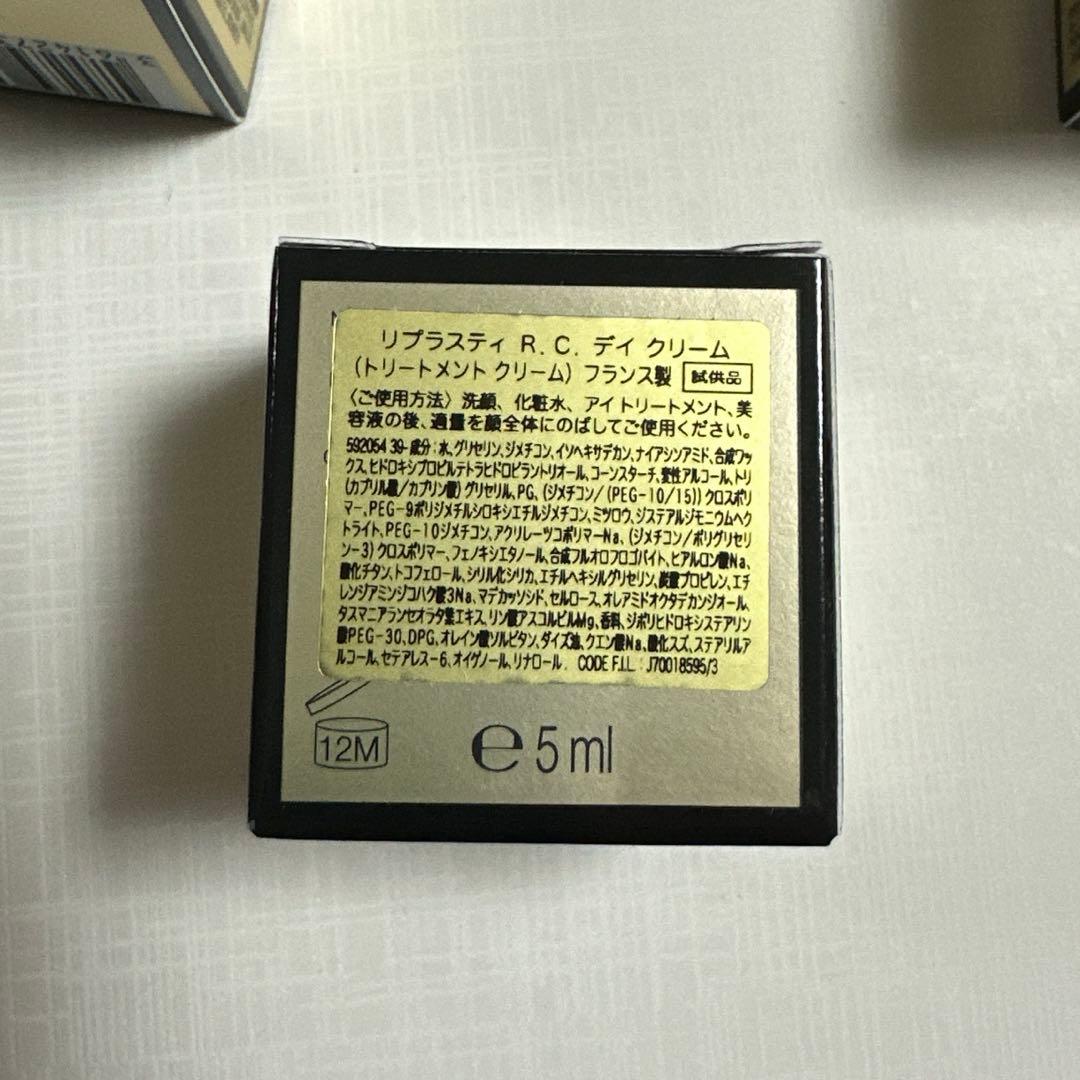 リプラスティ R. C. デイ クリーム
(トリートメント クリーム) フランス製 試供品
〈ご使用方法〉洗顔、化粧水、アイトリートメント、美
容液の後、適量を顔全体にのばしてご使用ください。
592054 39- 成分:水、グリセリン、ジメチコン、イソヘキサデカン、ナイアシンアミド、合成ワッ
クス、ヒドロキシプロピルテトラヒドロピラントリオール、コーンスターチ、変性アルコール、トリ
(カプリル酸/カプリン酸)グリセリル、PG、(ジメチコン/(PEG-10/15))クロスポリ
マー、PEG-9ポリジメチルシロキシエチルジメチコン、ミツロウ、ジステアルジモニウムヘク
トライト、PEG-10ジメチコン、アクリレーツコポリマーNa、(ジメチコン/ポリグリセリ
ン-3)クロスポリマー、フェノキシエタノール、合成フルオロフロゴパイト、ヒアルロン酸Na、
酸化チタン、トコフェロール、シリル化シリカ、エチルヘキシルグリセリン、炭酸プロピレン、エチ
レンジアミンジコハク酸3Na、マデカッソシド、セルロース、オレアミドオクタデカンジオール、
タスマニアランセオラタ葉エキス、リン酸アスコルビルMg、香料、ジポリヒドロキシステアリン
酸PEG-30、DPG、オレイン酸ソルビタン、ダイズ油、クエン酸Na、酸化スズ、ステアリルア
ルコール、セテアレス-6、オイゲノール、リナロール. CODE F.I.L. : J70018595/3
12M
℮ 5 ml